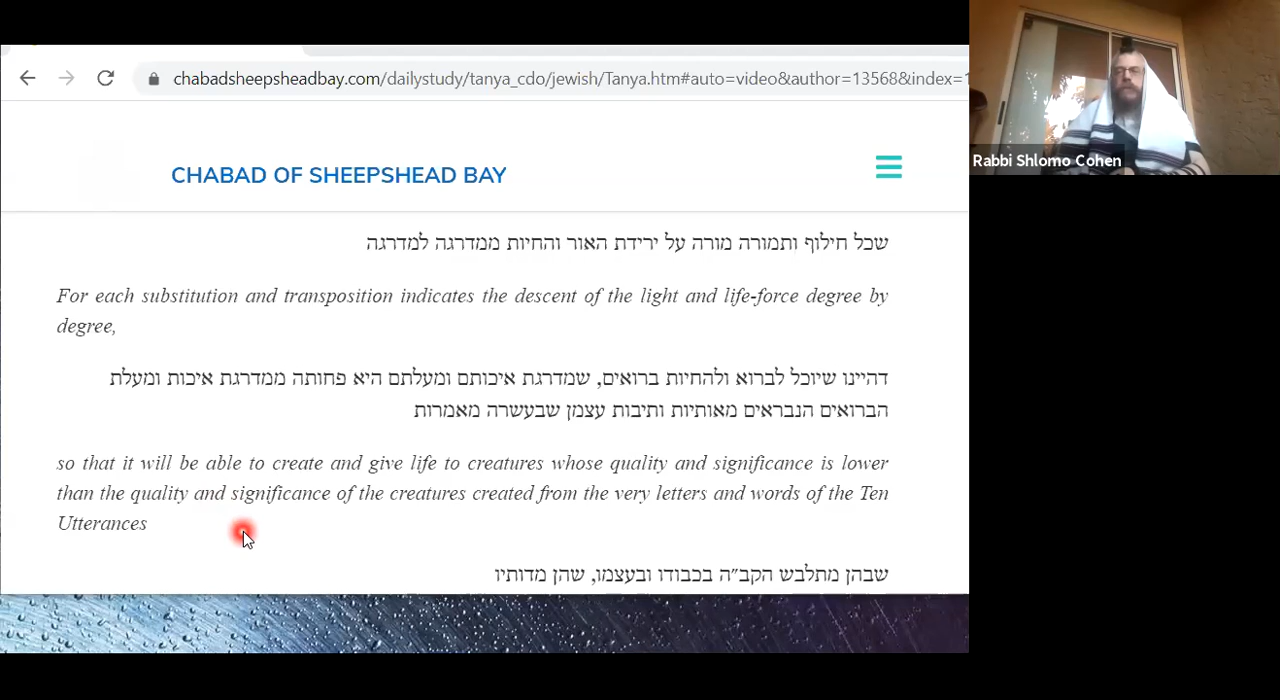 chabadsheepsheadbay.com/dailystudy/tanya_cdo/jewish/Tanya.htm#auto=video&author=13568&index=1
Rabbi Shlomo Cohen
CHABAD OF SHEEPSHEAD BAY
שכל חילוף ותמורה מורה על ירידת האור והחיות ממדרגה למדרגה
For each substitution and transposition indicates the descent of the light and life-force degree by
degree,
דהיינו שיוכל לברוא ולהחיות ברואים, שמדרגת איכותם ומעלתם היא פחותה ממדרגת איכות ומעלת
הברואים הנבראים מאותיות ותיבות עצמן שבעשרה מאמרות
so that it will be able to create and give life to creatures whose quality and significance is lower
than the quality and significance of the creatures created from the very letters and words of the Ten
Utterances
שבהן מתלבש הקב״ה בכבודו ובעצמו, שהן מדותיו